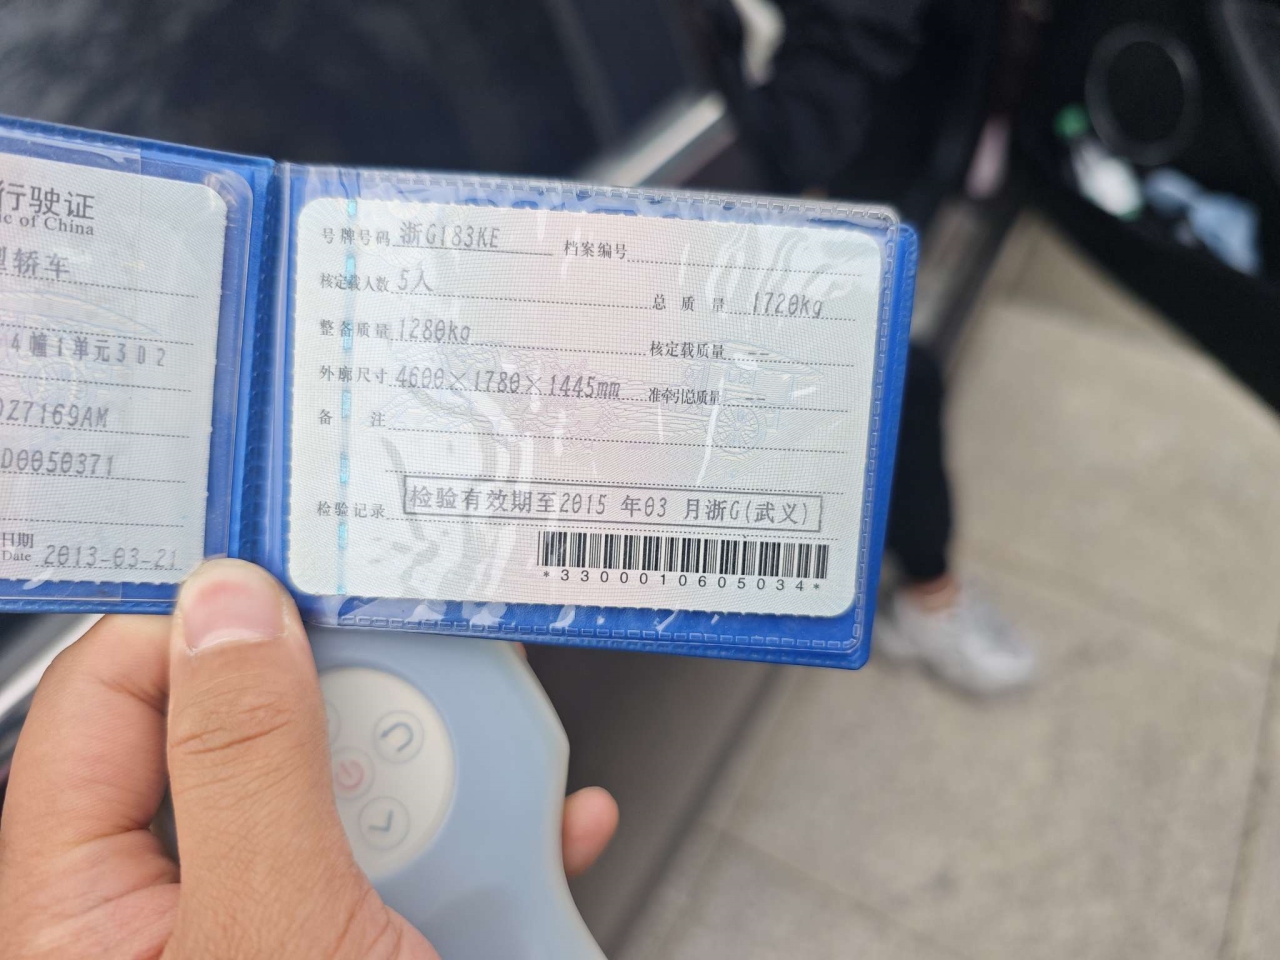 行驶证
ic of China
型轿车
4幢1单元302
DZ7169AM
D0050371
日期
Date 2013-03-21
号牌号码 浙G183KE 档案编号
核定载人数 5人 总质量 1720kg
整备质量 1280kg 核定载质量 --
外廓尺寸 4600×1780×1445mm 准牵引总质量 --
备注
检验记录 检验有效期至2015 年03 月浙G(武义)
*3300010605034*